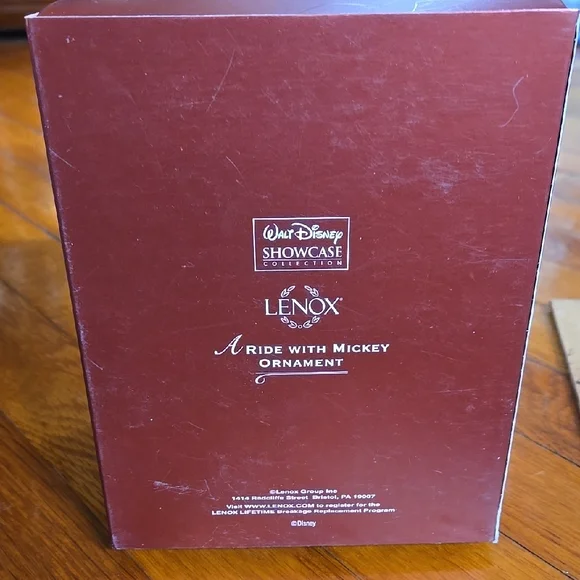 Walt Disney
SHOWCASE
COLLECTION
LENOX®
A RIDE WITH MICKEY
ORNAMENT
©Lenox Group Inc
1414 Radcliffe Street Bristol, PA 19007
Visit WWW.LENOX.COM to register for the
LENOX LIFETIME Breakage Replacement Program
©Disney